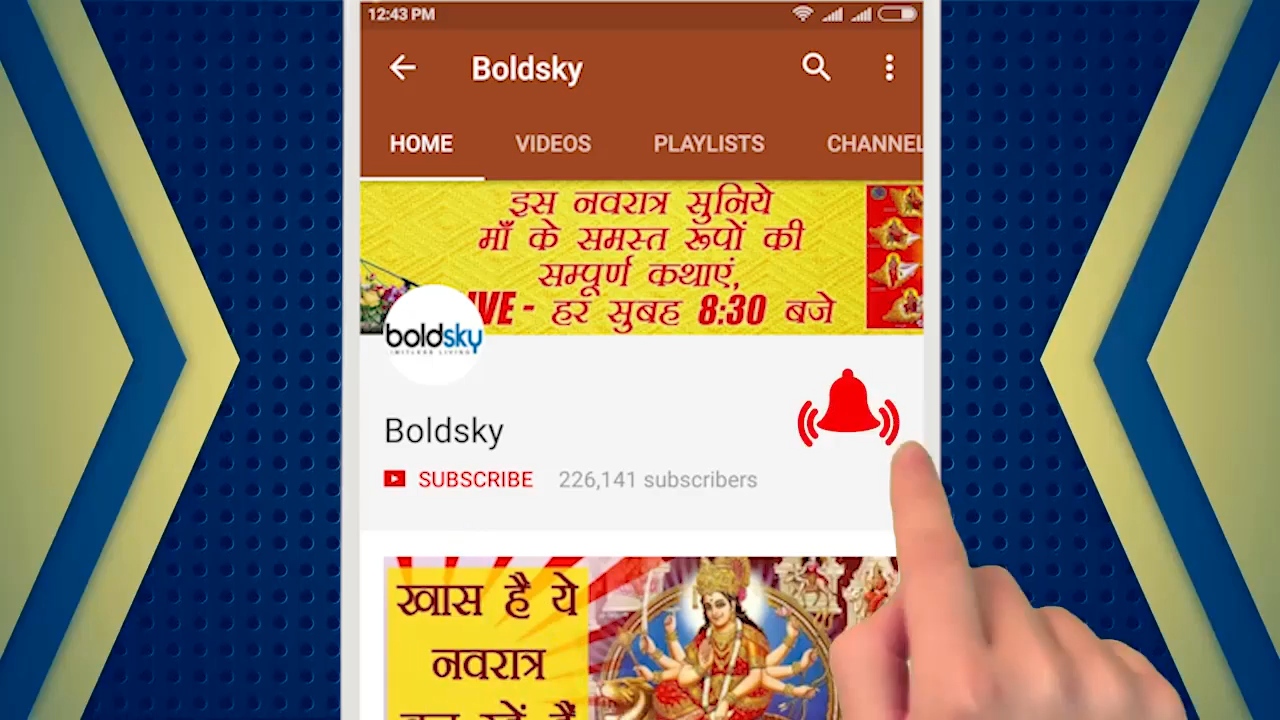 12:43 PM
Boldsky
HOME VIDEOS PLAYLISTS CHANNEL
इस नवरात्र सुनिये
माँ के समस्त रूपों की
सम्पूर्ण कथाएं,
IVE - हर सुबह 8:30 बजे
boldsky
Boldsky
SUBSCRIBE 226,141 subscribers
खास है ये
नवरात्र